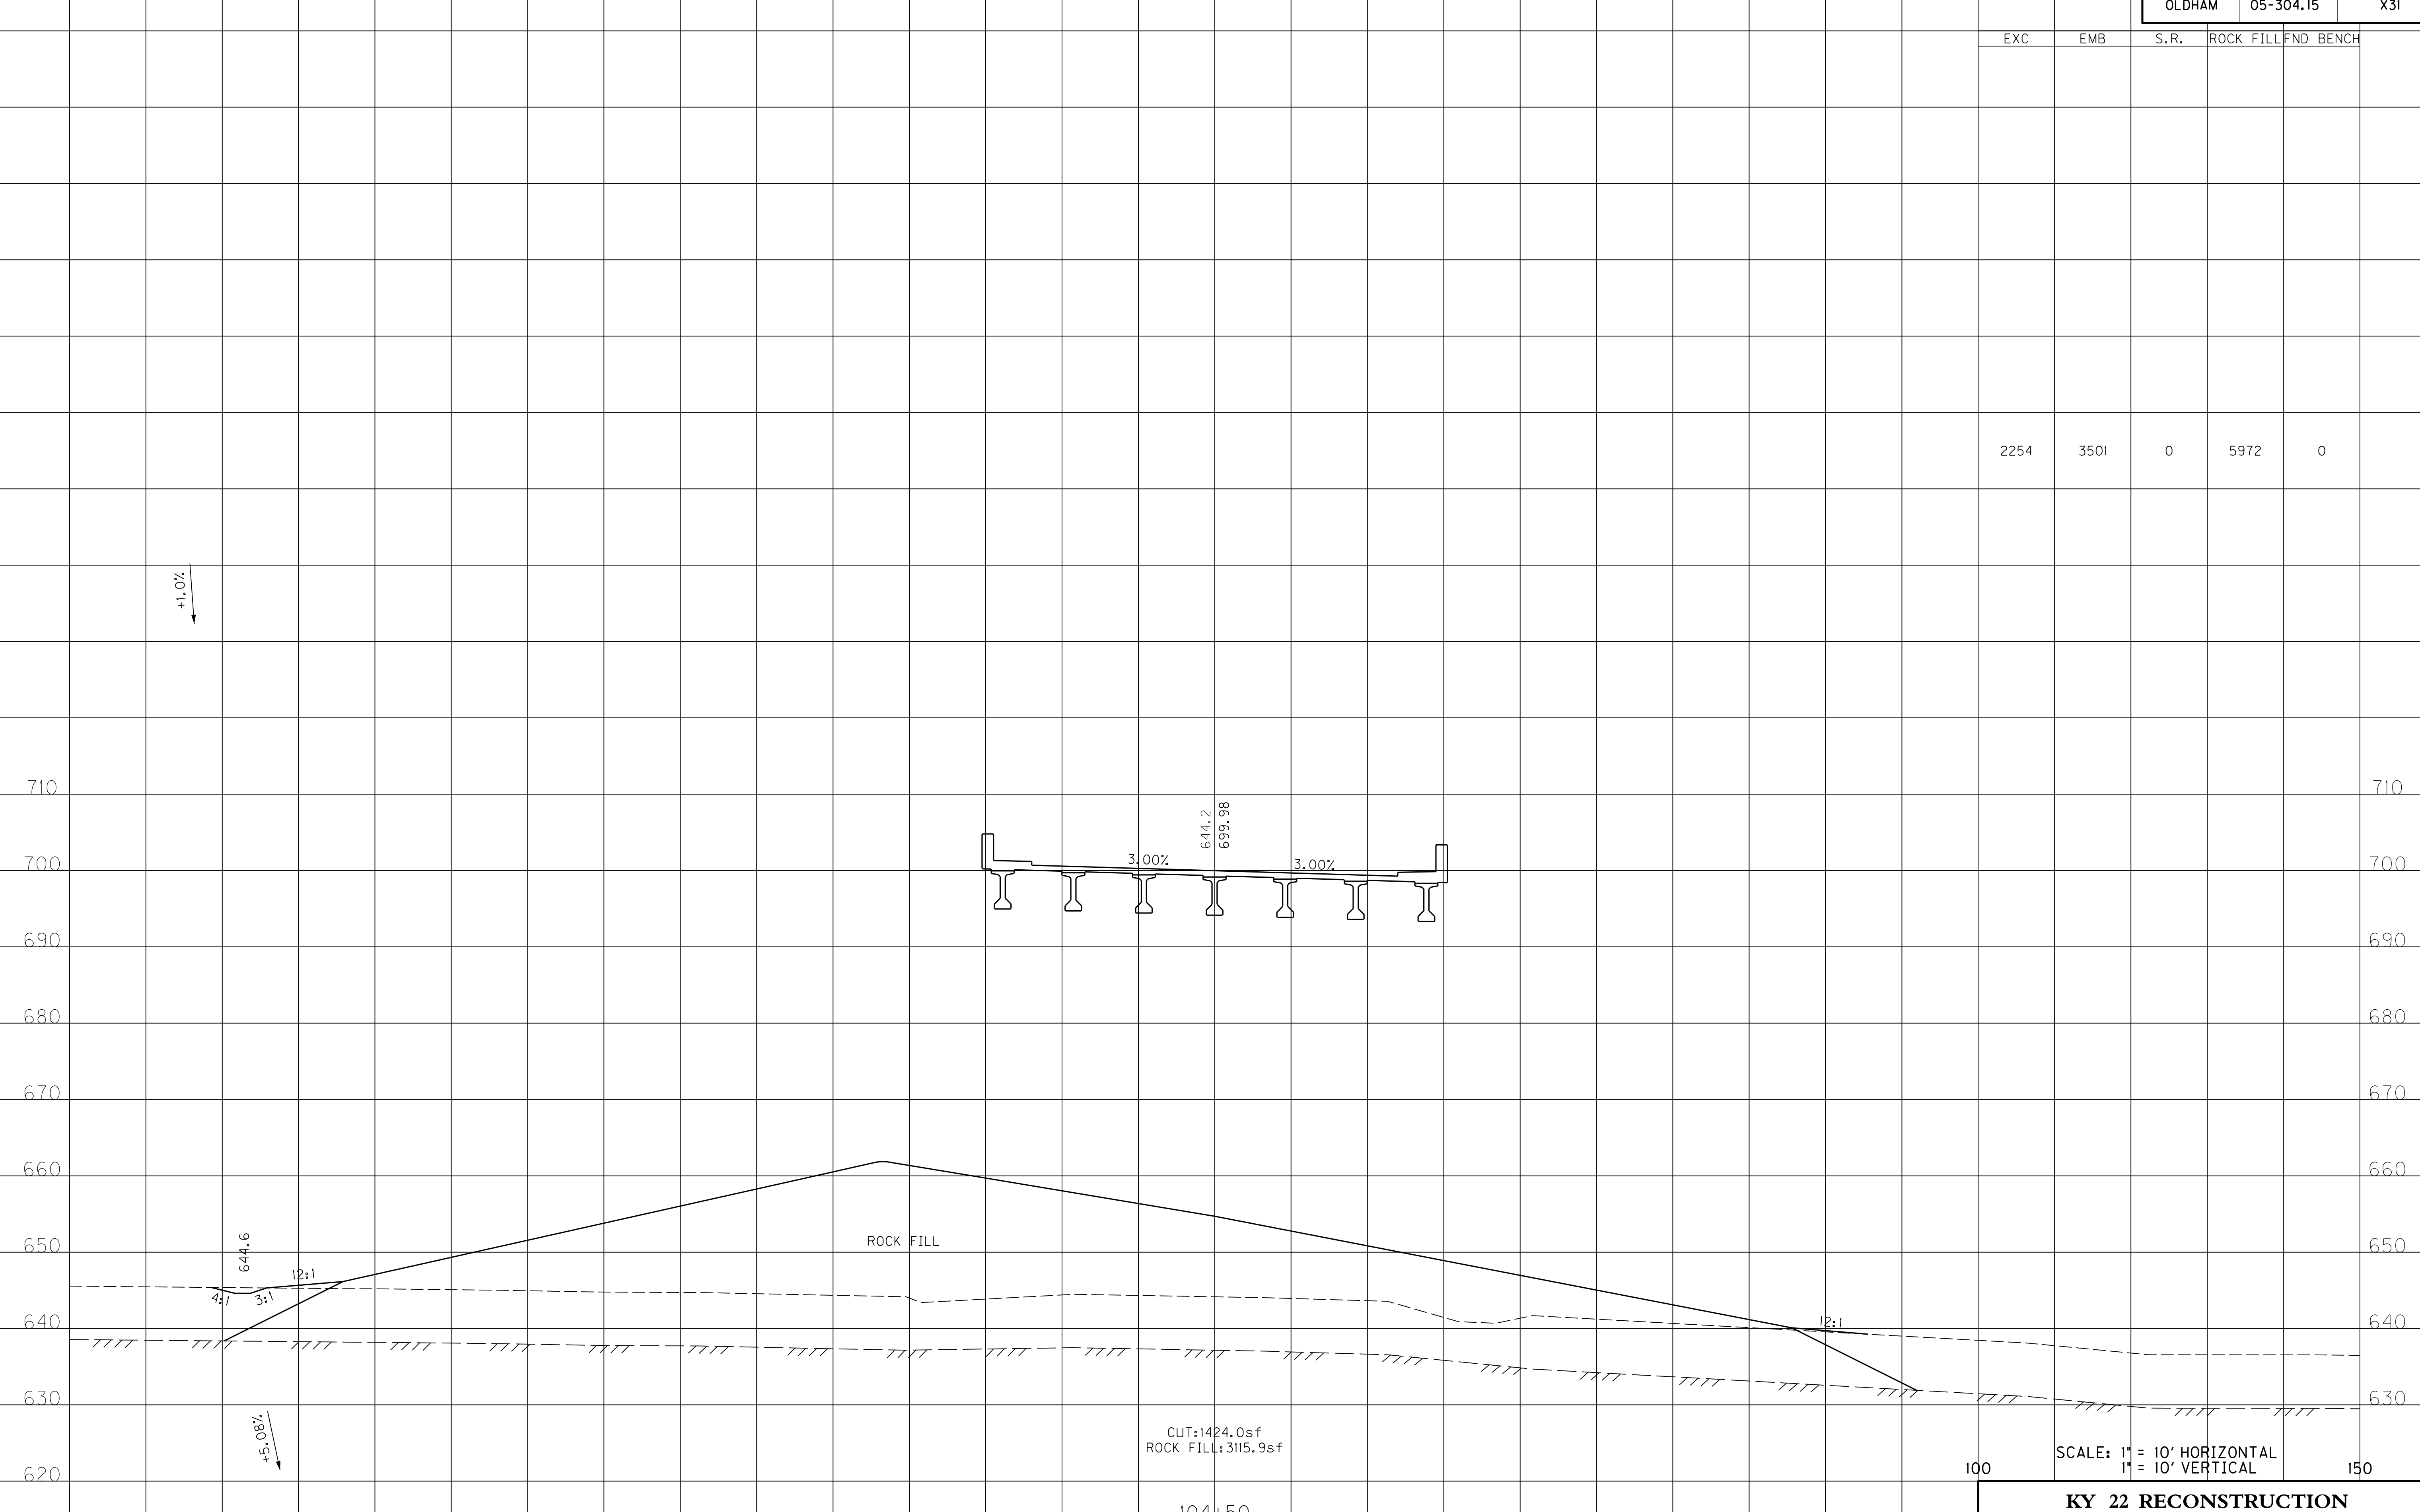 OLDHAM 05-304.15 X31
EXC EMB S.R. ROCK FILL FND BENCH
2254 3501 0 5972 0
+1.0%
710 710
644.2
699.98
700 3.00% 3.00% 700
690 690
680 680
670 670
660 660
644.6
650 ROCK FILL 650
12:1
4:1 3:1
640 12:1 640
630 630
+5.08%
CUT:1424.0sf
ROCK FILL:3115.9sf
SCALE: 1" = 10' HORIZONTAL
1" = 10' VERTICAL
620 100 150
104+50
KY 22 RECONSTRUCTION